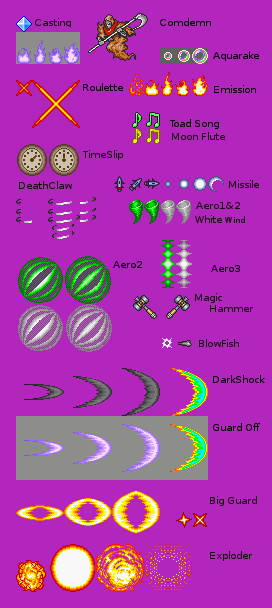 Casting
Comdemn
Aquarake
Roulette
Emission
Toad Song
Moon Flute
TimeSlip
DeathClaw
Missile
Aero1&2
White Wind
Aero2
Aero3
Magic
Hammer
BlowFish
DarkShock
Guard Off
Big Guard
Exploder